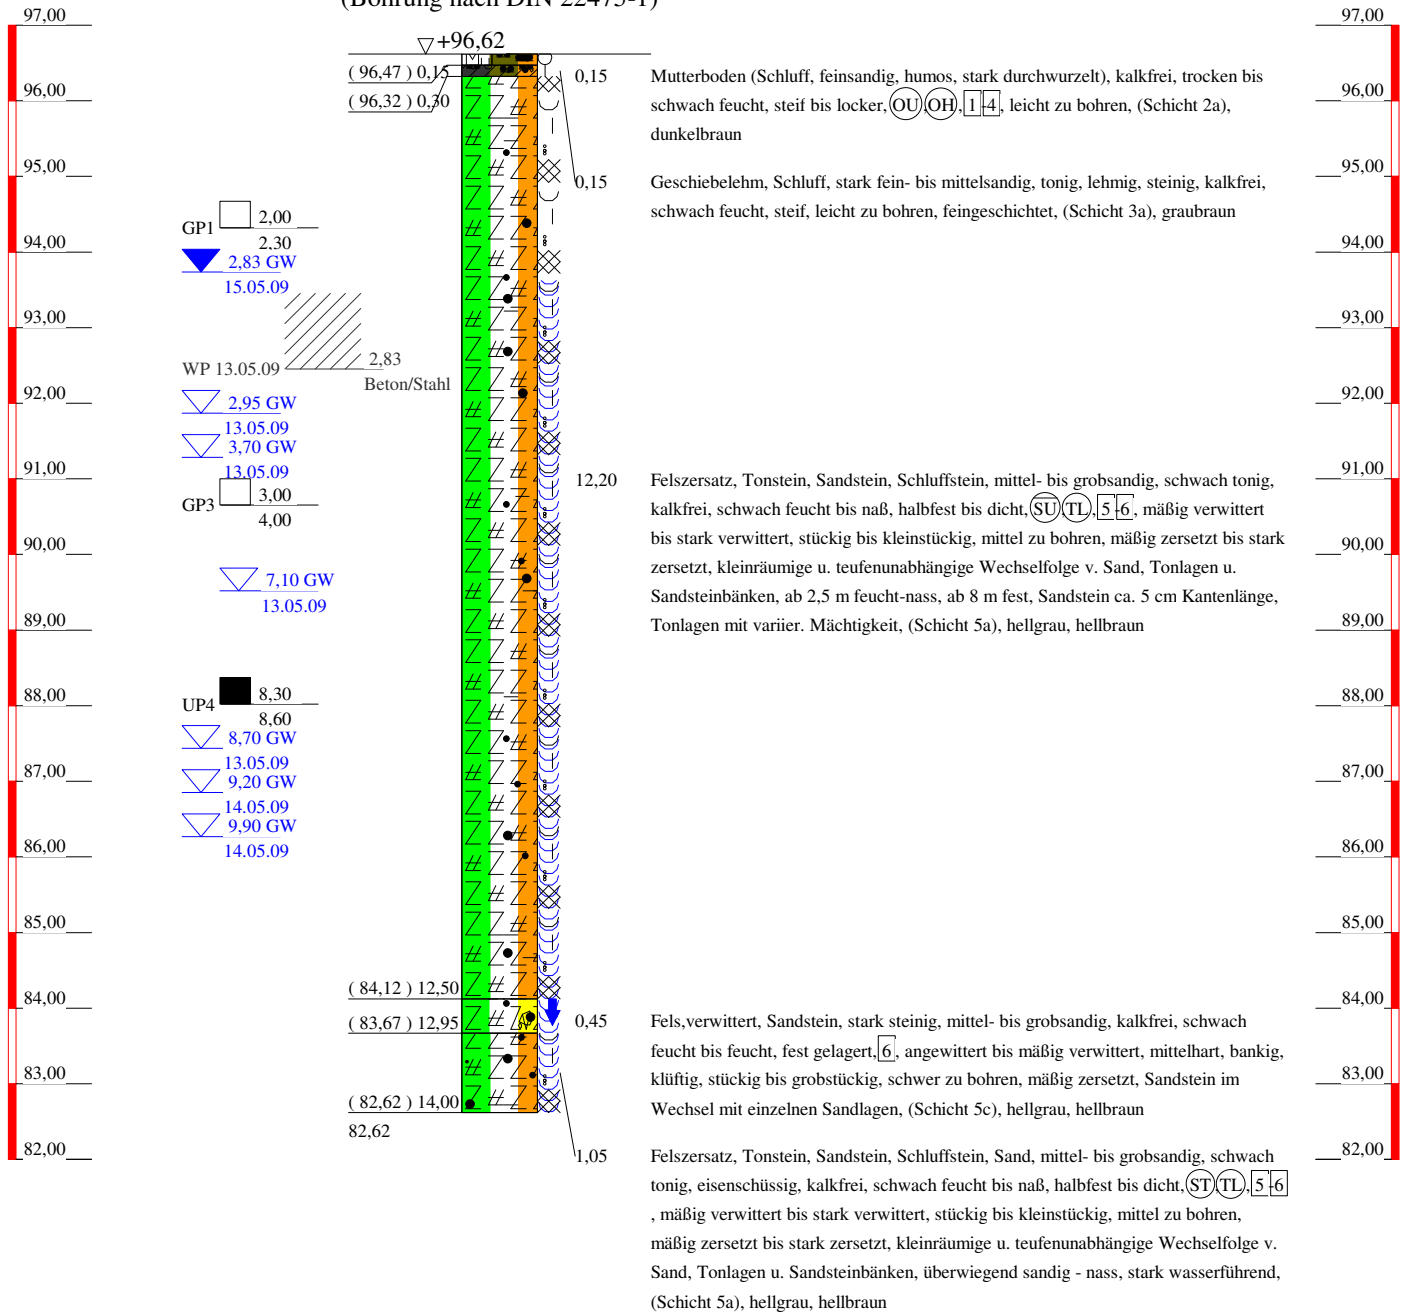 (Bohrung nach DIN 22475-1)
97,00
96,00
95,00
94,00
93,00
92,00
91,00
90,00
89,00
88,00
87,00
86,00
85,00
84,00
83,00
82,00
GP1
2,00
2,30
2,83 GW
15.05.09
WP 13.05.09
2,83
Beton/Stahl
2,95 GW
13.05.09
3,70 GW
13.05.09
GP3
3,00
4,00
7,10 GW
13.05.09
UP4
8,30
8,60
8,70 GW
13.05.09
9,20 GW
14.05.09
9,90 GW
14.05.09
+96,62
( 96,47 ) 0,15
( 96,32 ) 0,30
( 84,12 ) 12,50
( 83,67 ) 12,95
( 82,62 ) 14,00
82,62
0,15
Mutterboden (Schluff, feinsandig, humos, stark durchwurzelt), kalkfrei, trocken bis
schwach feucht, steif bis locker, OU, OH, 1-4, leicht zu bohren, (Schicht 2a),
dunkelbraun
0,15
Geschiebelehm, Schluff, stark fein- bis mittelsandig, tonig, lehmig, steinig, kalkfrei,
schwach feucht, steif, leicht zu bohren, feingeschichtet, (Schicht 3a), graubraun
12,20
Felszersatz, Tonstein, Sandstein, Schluffstein, mittel- bis grobsandig, schwach tonig,
kalkfrei, schwach feucht bis naß, halbfest bis dicht, SU, TL, 5-6, mäßig verwittert
bis stark verwittert, stückig bis kleinstückig, mittel zu bohren, mäßig zersetzt bis stark
zersetzt, kleinräumige u. teufenunabhängige Wechselfolge v. Sand, Tonlagen u.
Sandsteinbänken, ab 2,5 m feucht-nass, ab 8 m fest, Sandstein ca. 5 cm Kantenlänge,
Tonlagen mit variier. Mächtigkeit, (Schicht 5a), hellgrau, hellbraun
0,45
Fels,verwittert, Sandstein, stark steinig, mittel- bis grobsandig, kalkfrei, schwach
feucht bis feucht, fest gelagert, 6, angewittert bis mäßig verwittert, mittelhart, bankig,
klüftig, stückig bis grobstückig, schwer zu bohren, mäßig zersetzt, Sandstein im
Wechsel mit einzelnen Sandlagen, (Schicht 5c), hellgrau, hellbraun
1,05
Felszersatz, Tonstein, Sandstein, Schluffstein, Sand, mittel- bis grobsandig, schwach
tonig, eisenschüssig, kalkfrei, schwach feucht bis naß, halbfest bis dicht, ST, TL, 5-6
, mäßig verwittert bis stark verwittert, stückig bis kleinstückig, mittel zu bohren,
mäßig zersetzt bis stark zersetzt, kleinräumige u. teufenunabhängige Wechselfolge v.
Sand, Tonlagen u. Sandsteinbänken, überwiegend sandig - nass, stark wasserführend,
(Schicht 5a), hellgrau, hellbraun
97,00
96,00
95,00
94,00
93,00
92,00
91,00
90,00
89,00
88,00
87,00
86,00
85,00
84,00
83,00
82,00